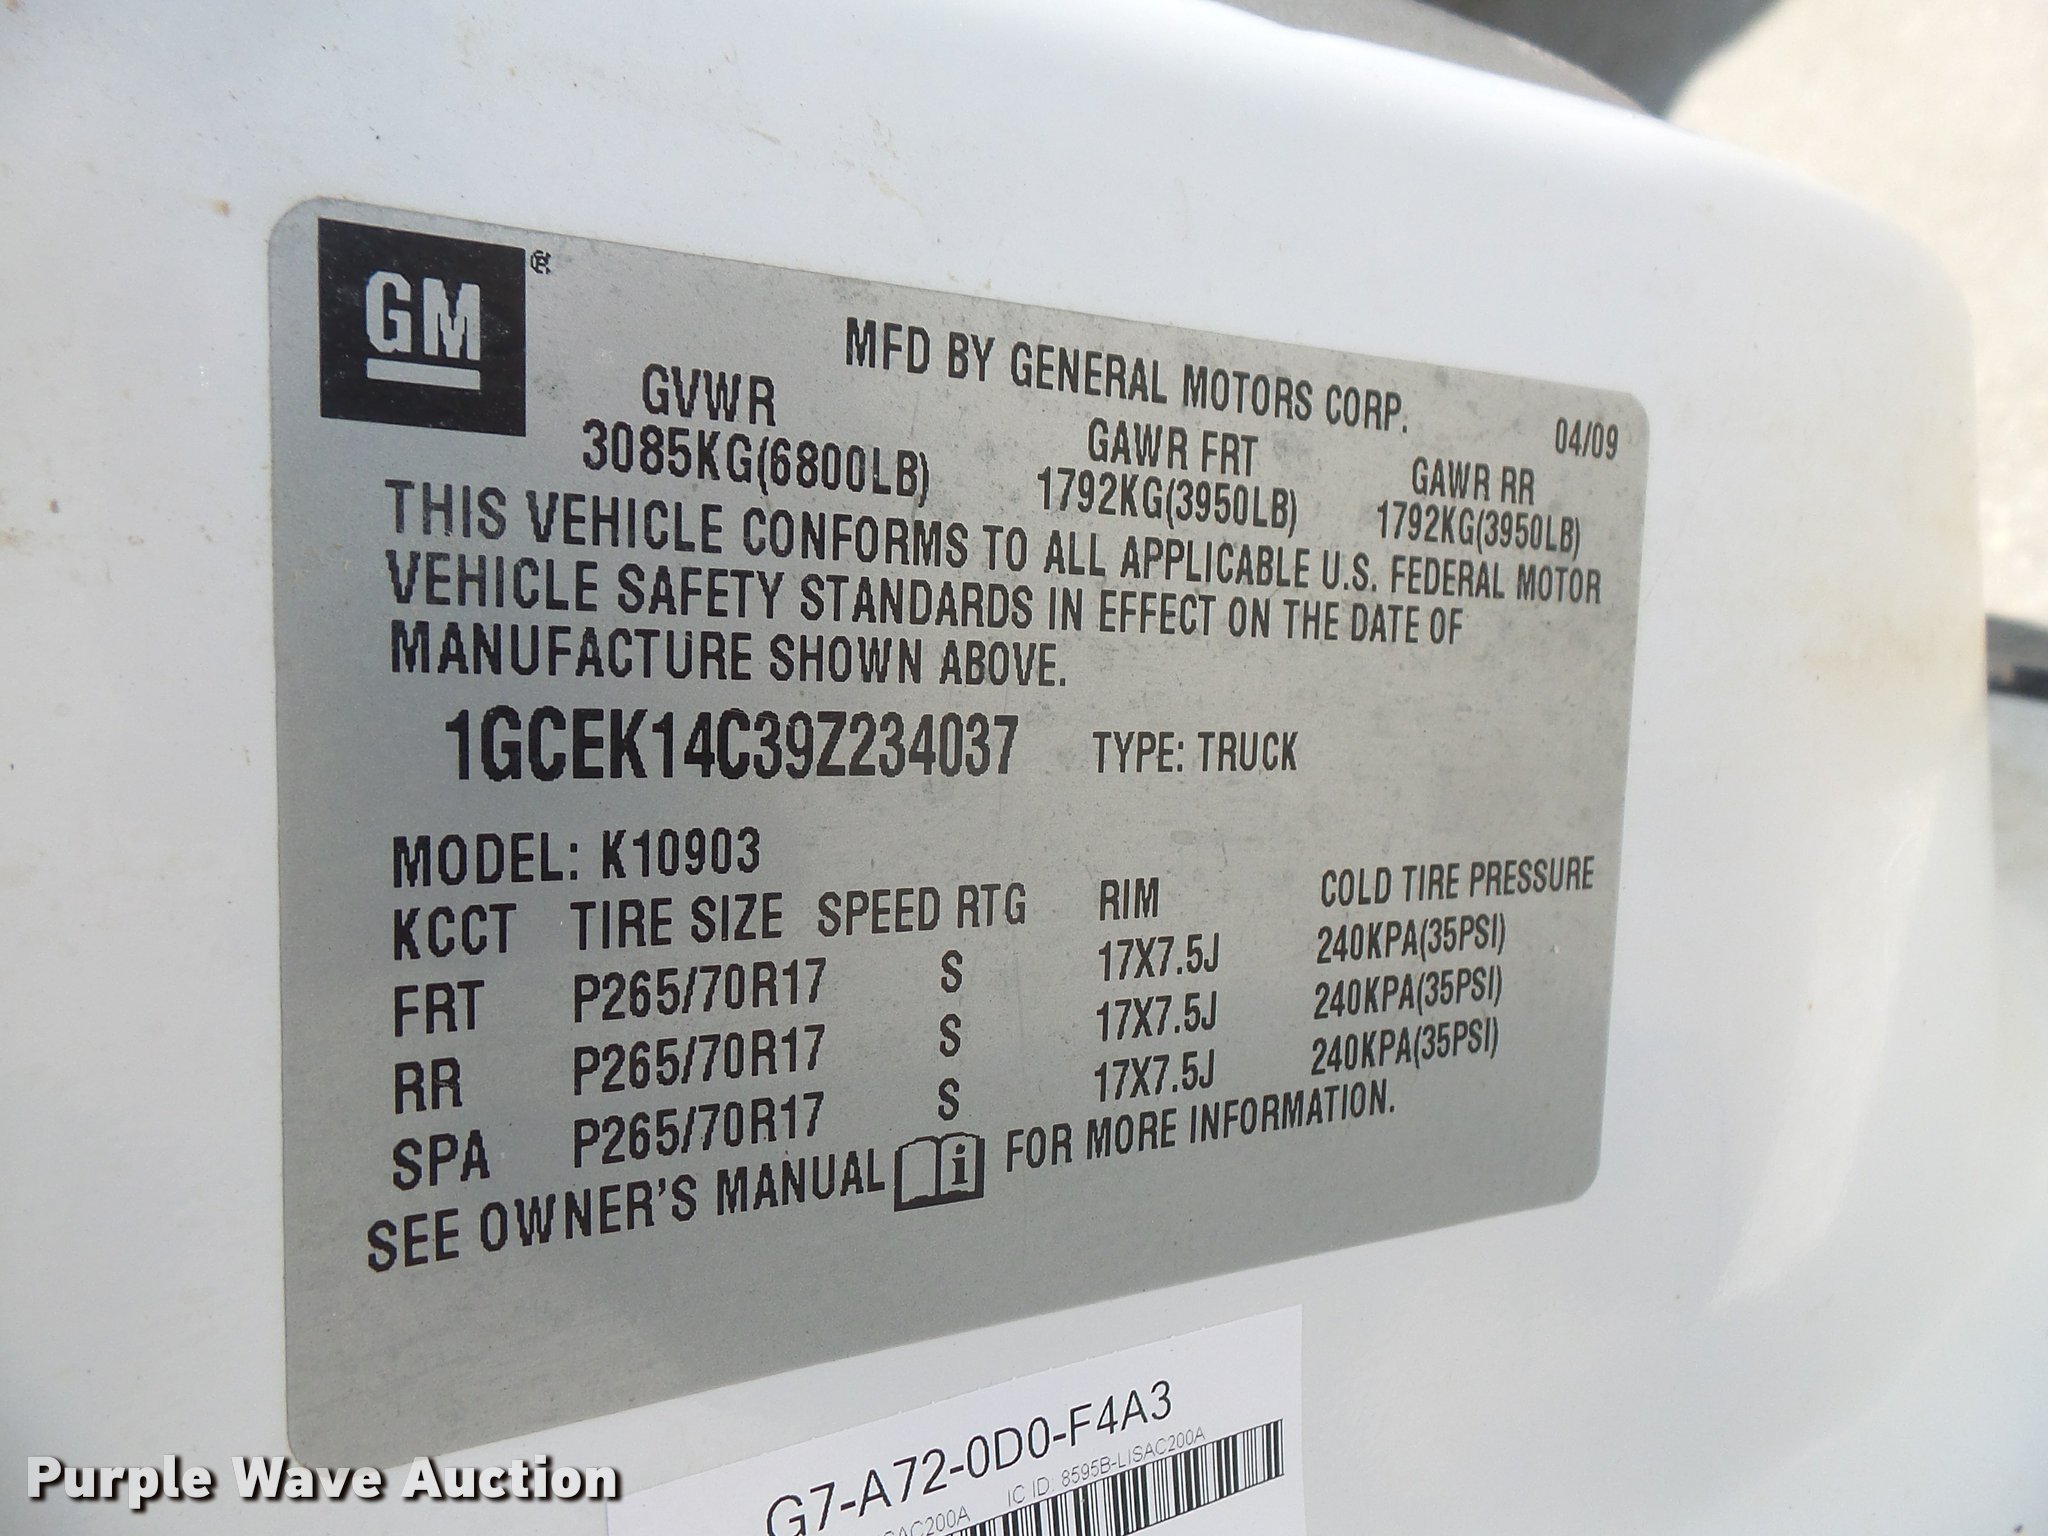 GM ®
MFD BY GENERAL MOTORS CORP.
04/09
GVWR GAWR FRT GAWR RR
3085KG(6800LB) 1792KG(3950LB) 1792KG(3950LB)
THIS VEHICLE CONFORMS TO ALL APPLICABLE U.S. FEDERAL MOTOR
VEHICLE SAFETY STANDARDS IN EFFECT ON THE DATE OF
MANUFACTURE SHOWN ABOVE.
1GCEK14C39Z234037 TYPE: TRUCK
MODEL: K10903
KCCT TIRE SIZE SPEED RTG RIM COLD TIRE PRESSURE
FRT P265/70R17 S 17X7.5J 240KPA(35PSI)
RR P265/70R17 S 17X7.5J 240KPA(35PSI)
SPA P265/70R17 S 17X7.5J 240KPA(35PSI)
SEE OWNER'S MANUAL i FOR MORE INFORMATION.
G7-A72-0D0-F4A3
IC ID: 8595B-LISAC200A
Purple Wave Auction